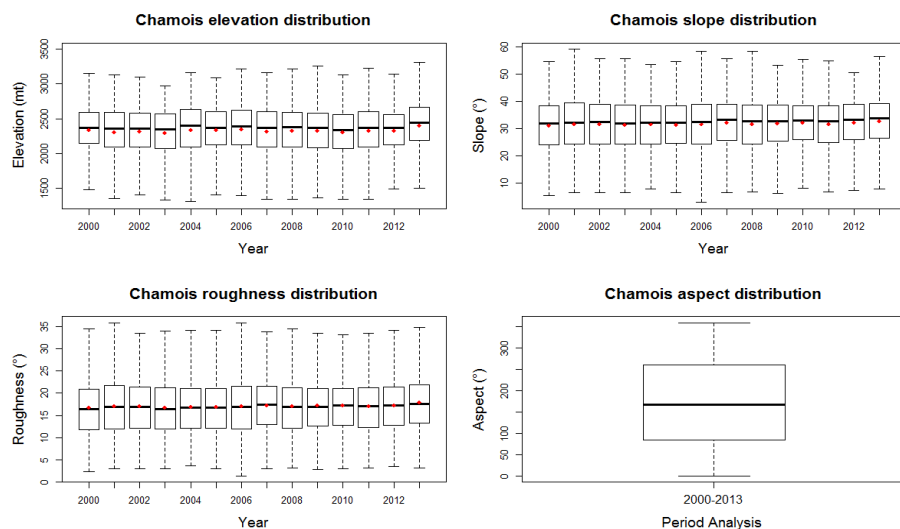 Chamois elevation distribution
Elevation (mt)
3500
3000
2500
2000
1500
2000 2002 2004 2006 2008 2010 2012
Year
Chamois slope distribution
Slope (°)
60
50
40
30
20
10
2000 2002 2004 2006 2008 2010 2012
Year
Chamois roughness distribution
Roughness (°)
35
30
25
20
15
10
5
0
2000 2002 2004 2006 2008 2010 2012
Year
Chamois aspect distribution
Aspect (°)
300
200
100
0
2000-2013
Period Analysis